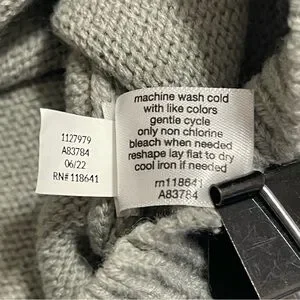 1127979
A83784
06/22
RN# 118641
machine wash cold
with like colors
gentle cycle
only non chlorine
bleach when needed
reshape lay flat to dry
cool iron if needed
rn118641
A83784